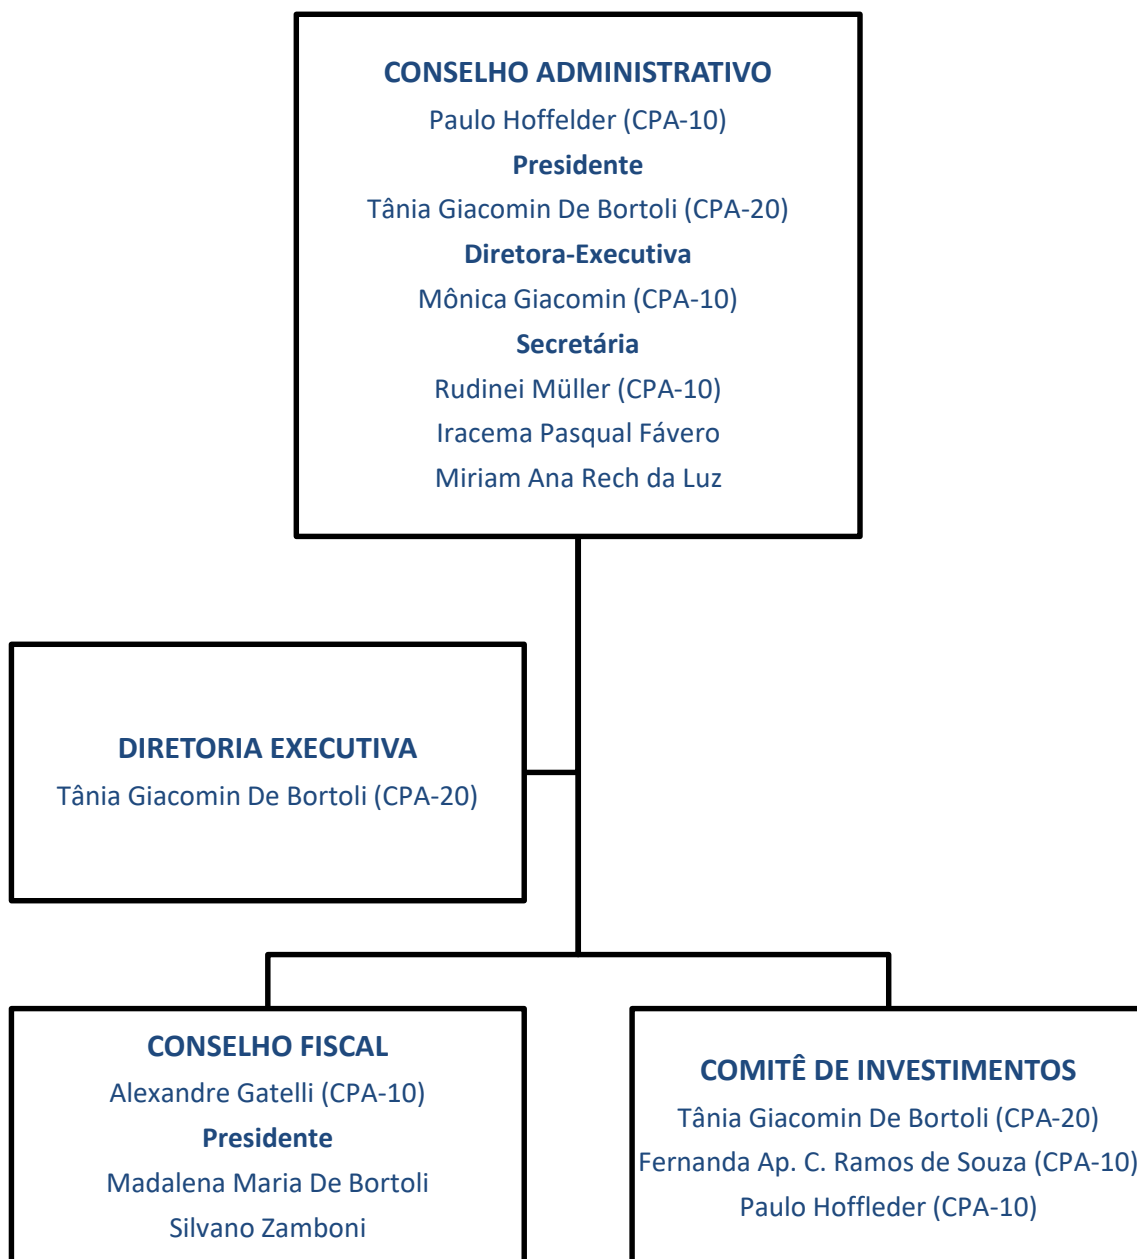 CONSELHO ADMINISTRATIVO
Paulo Hoffelder (CPA-10)
Presidente
Tânia Giacomin De Bortoli (CPA-20)
Diretora-Executiva
Mônica Giacomin (CPA-10)
Secretária
Rudinei Müller (CPA-10)
Iracema Pasqual Fávero
Miriam Ana Rech da Luz
DIRETORIA EXECUTIVA
Tânia Giacomin De Bortoli (CPA-20)
CONSELHO FISCAL
Alexandre Gatelli (CPA-10)
Presidente
Madalena Maria De Bortoli
Silvano Zamboni
COMITÊ DE INVESTIMENTOS
Tânia Giacomin De Bortoli (CPA-20)
Fernanda Ap. C. Ramos de Souza (CPA-10)
Paulo Hoffleder (CPA-10)